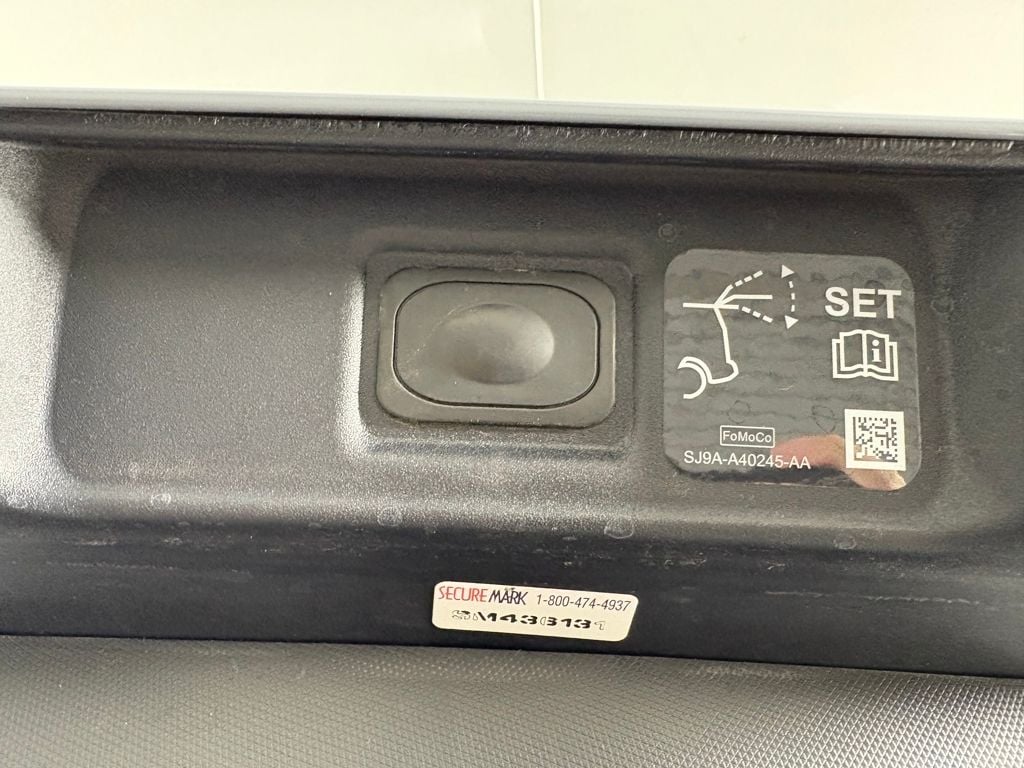 SET
i
FoMoCo
SJ9A-A40245-AA
SECUREMARK 1-800-474-4937